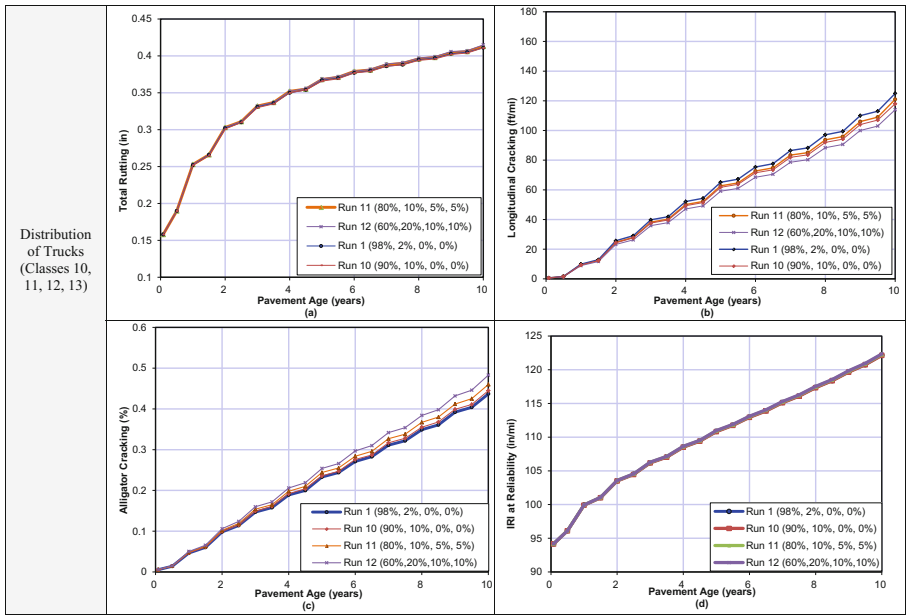 Distribution
of Trucks
(Classes 10,
11, 12, 13)
Total Rutting (in)
0.45
0.4
0.35
0.3
0.25
0.2
0.15
0.1
0 2 4 6 8 10
Run 11 (80%, 10%, 5%, 5%)
Run 12 (60%,20%,10%,10%)
Run 1 (98%, 2%, 0%, 0%)
Run 10 (90%, 10%, 0%, 0%)
Pavement Age (years)
(a)
Longitudinal Cracking (ft/mi)
180
160
140
120
100
80
60
40
20
0
0 2 4 6 8 10
Run 11 (80%, 10%, 5%, 5%)
Run 12 (60%,20%,10%,10%)
Run 1 (98%, 2%, 0%, 0%)
Run 10 (90%, 10%, 0%, 0%)
Pavement Age (years)
(b)
Alligator Cracking (%)
0.6
0.5
0.4
0.3
0.2
0.1
0
0 2 4 6 8 10
Run 1 (98%, 2%, 0%, 0%)
Run 10 (90%, 10%, 0%, 0%)
Run 11 (80%, 10%, 5%, 5%)
Run 12 (60%,20%,10%,10%)
Pavement Age (years)
(c)
IRI at Reliability (in/mi)
125
120
115
110
105
100
95
90
0 2 4 6 8 10
Run 1 (98%, 2%, 0%, 0%)
Run 10 (90%, 10%, 0%, 0%)
Run 11 (80%, 10%, 5%, 5%)
Run 12 (60%,20%,10%,10%)
Pavement Age (years)
(d)